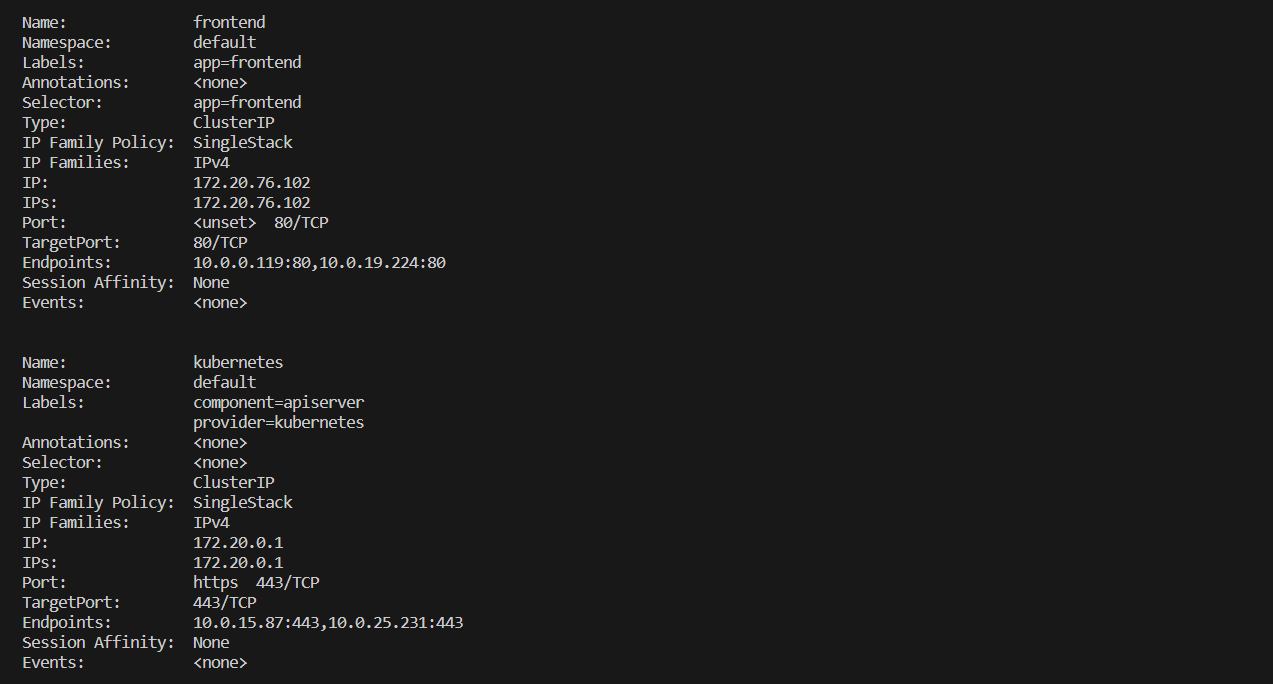 Name:              frontend
Namespace:         default
Labels:            app=frontend
Annotations:       <none>
Selector:          app=frontend
Type:              ClusterIP
IP Family Policy:  SingleStack
IP Families:       IPv4
IP:                172.20.76.102
IPs:               172.20.76.102
Port:              <unset>  80/TCP
TargetPort:        80/TCP
Endpoints:         10.0.0.119:80,10.0.19.224:80
Session Affinity:  None
Events:            <none>
Name:              kubernetes
Namespace:         default
Labels:            component=apiserver
                   provider=kubernetes
Annotations:       <none>
Selector:          <none>
Type:              ClusterIP
IP Family Policy:  SingleStack
IP Families:       IPv4
IP:                172.20.0.1
IPs:               172.20.0.1
Port:              https  443/TCP
TargetPort:        443/TCP
Endpoints:         10.0.15.87:443,10.0.25.231:443
Session Affinity:  None
Events:            <none>